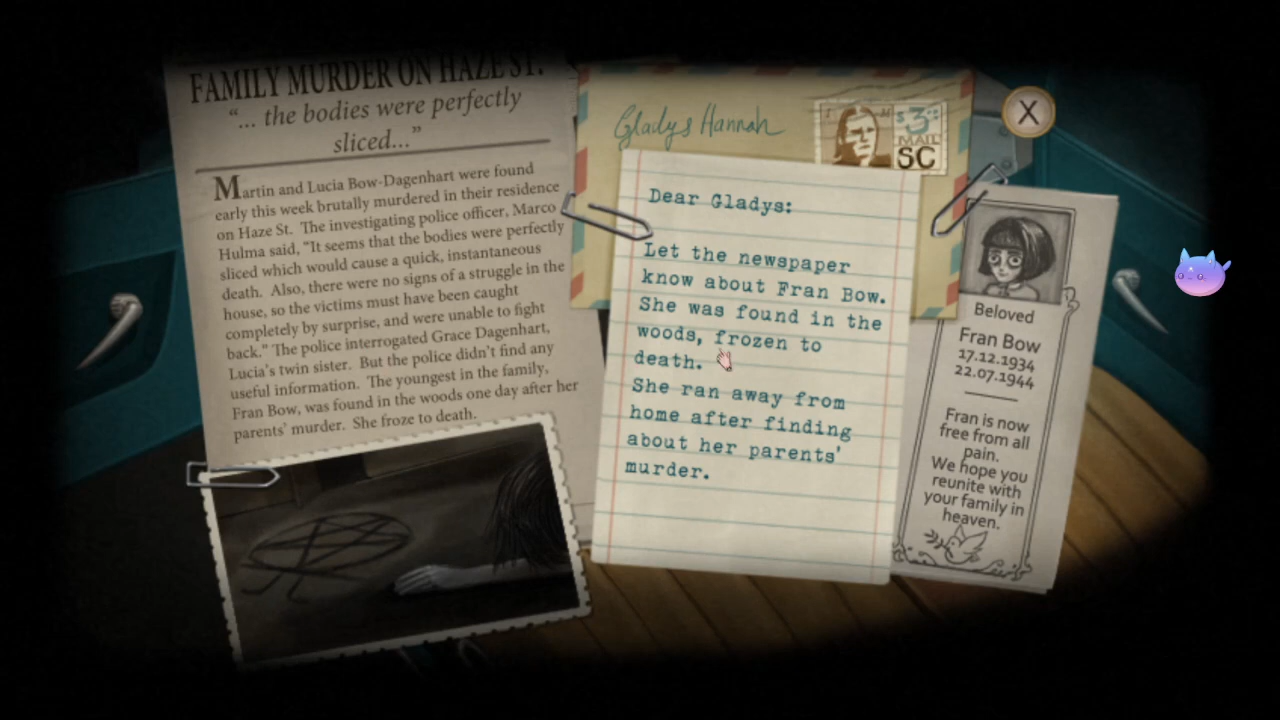 FAMILY MURDER ON HAZE ST.
“... the bodies were perfectly
sliced...”
Martin and Lucia Bow-Dagenhart were found
early this week brutally murdered in their residence
on Haze St. The investigating police officer, Marco
Hulma said, “It seems that the bodies were perfectly
sliced which would cause a quick, instantaneous
death. Also, there were no signs of a struggle in the
house, so the victims must have been caught
completely by surprise, and were unable to fight
back.” The police interrogated Grace Dagenhart,
Lucia’s twin sister. But the police didn’t find any
useful information. The youngest in the family,
Fran Bow, was found in the woods one day after her
parents’ murder. She froze to death.
Gladys Hannah
$3
MAIL
SC
Dear Gladys:
Let the newspaper
know about Fran Bow.
She was found in the
woods, frozen to
death.
She ran away from
home after finding
about her parents'
murder.
X
Beloved
Fran Bow
17.12.1934
22.07.1944
Fran is now
free from all
pain.
We hope you
reunite with
your family in
heaven.